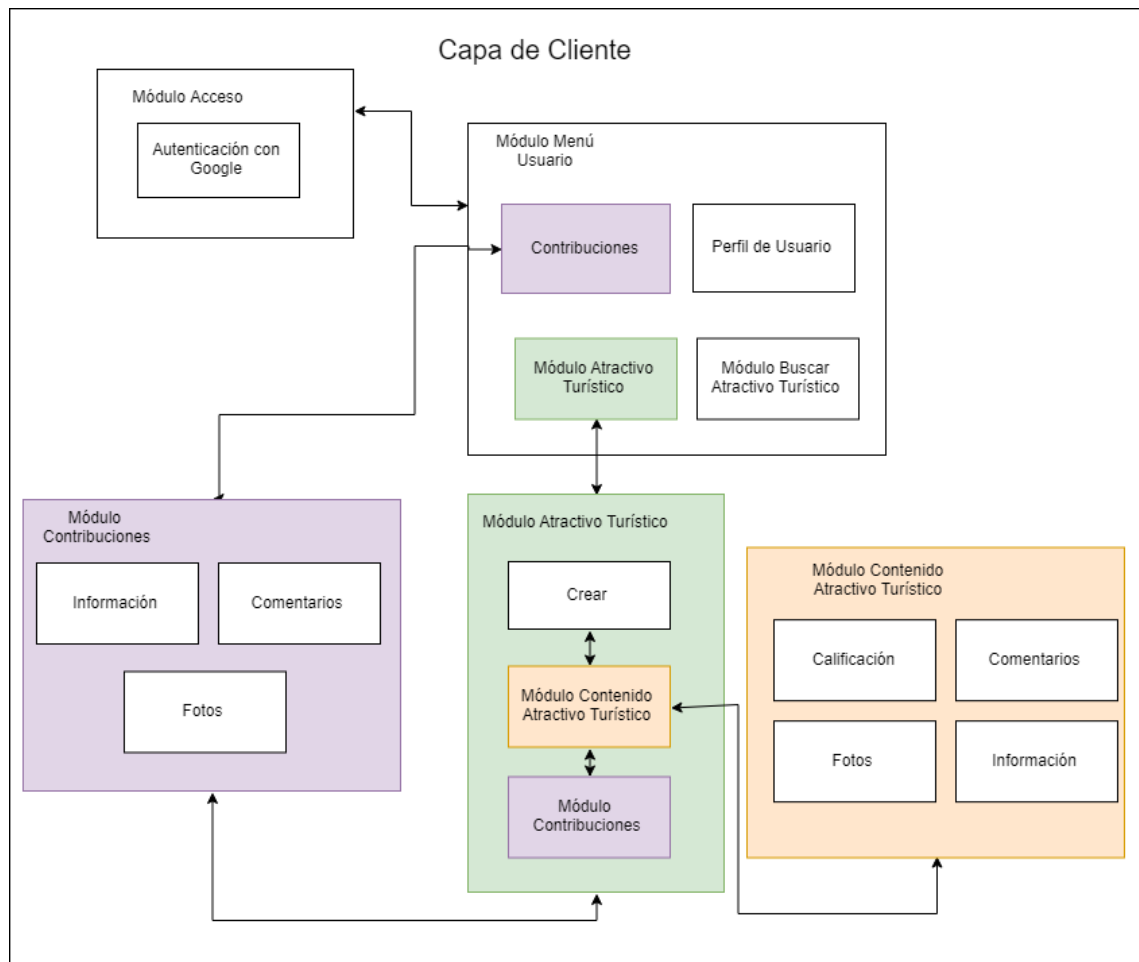 Capa de Cliente
Módulo Acceso
Autenticación con
Google
Módulo Menú
Usuario
Contribuciones
Perfil de Usuario
Módulo Atractivo
Turístico
Módulo Buscar
Atractivo Turístico
Módulo
Contribuciones
Información
Comentarios
Fotos
Módulo Atractivo Turístico
Crear
Módulo Contenido
Atractivo Turístico
Módulo
Contribuciones
Módulo Contenido
Atractivo Turístico
Calificación
Comentarios
Fotos
Información